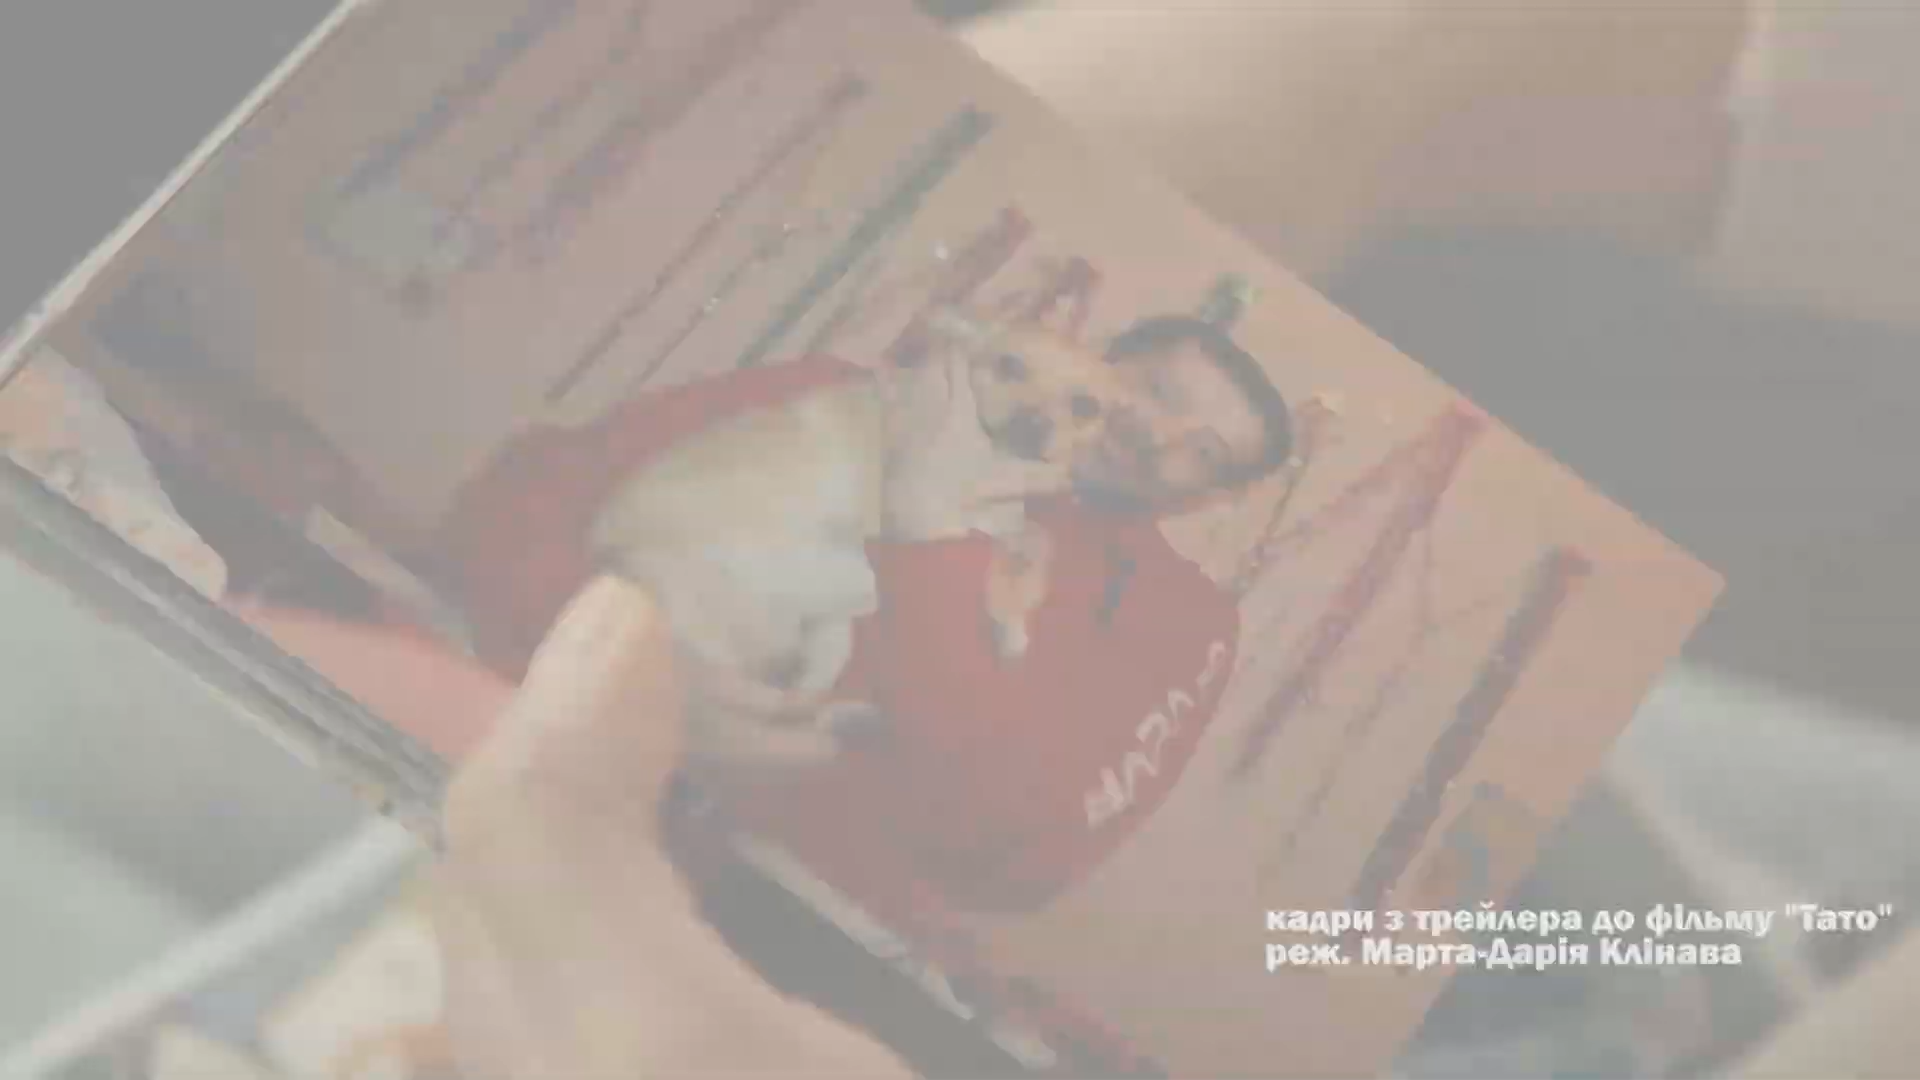 кадри з трейлера до фільму "Тато"
реж. Марта-Дарія Клінава